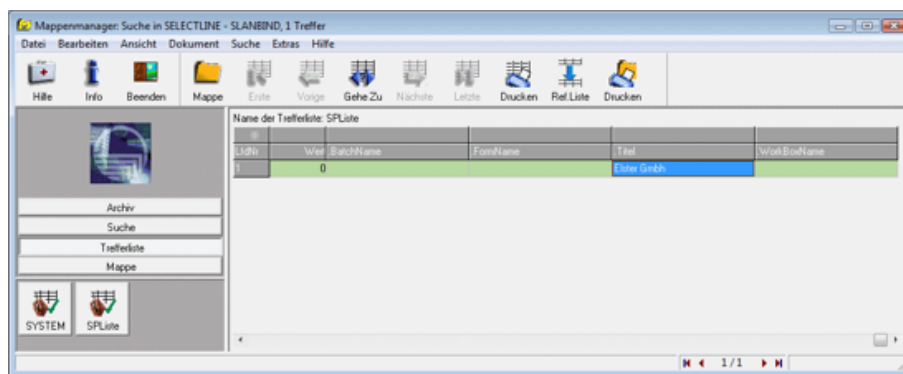 Mappenmanager: Suche in SELECTLINE - SLANBIND, 1 Treffer
Datei Bearbeiten Ansicht Dokument Suche Extras Hilfe
Hilfe Info Beenden Mappe Erste Vorige Gehe Zu Nächste Letzte Drucken Ref.Liste Drucken
Name der Trefferliste: SPListe
LfdNr Wert BatchName FormName Titel WorkBoxName
1 0 Elster Gmbh
Archiv
Suche
Trefferliste
Mappe
SYSTEM SPListe
1/1